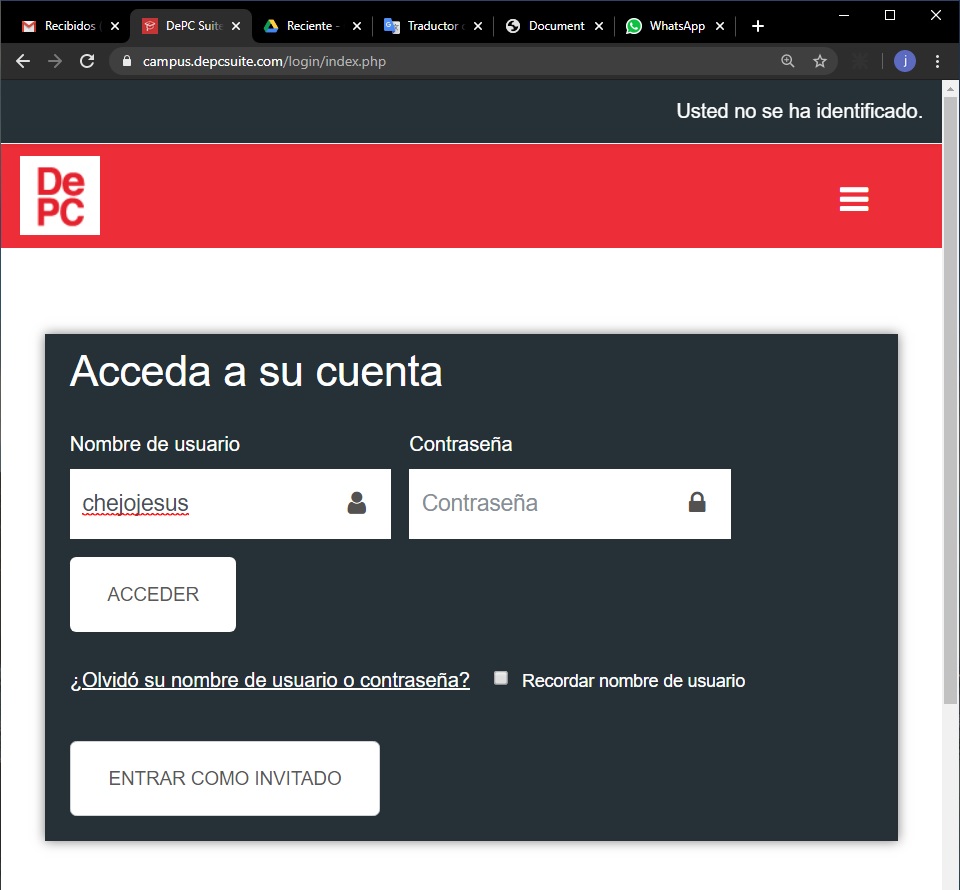 Recibidos
DePC Suite
Reciente -
Traductor
Document
WhatsApp
campus.depcsuite.com/login/index.php
j
Usted no se ha identificado.
De
PC
Acceda a su cuenta
Nombre de usuario
Contraseña
chejojesus
Contraseña
ACCEDER
¿Olvidó su nombre de usuario o contraseña?
Recordar nombre de usuario
ENTRAR COMO INVITADO